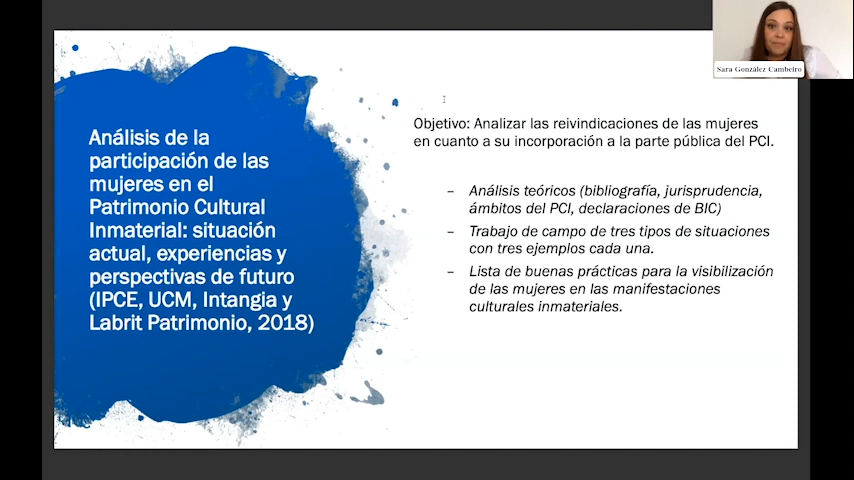 Sara González Cambeiro
Análisis de la
participación de las
mujeres en el
Patrimonio Cultural
Inmaterial: situación
actual, experiencias y
perspectivas de futuro
(IPCE, UCM, Intangia y
Labrit Patrimonio, 2018)
Objetivo: Analizar las reivindicaciones de las mujeres
en cuanto a su incorporación a la parte pública del PCI.
– Análisis teóricos (bibliografía, jurisprudencia,
ámbitos del PCI, declaraciones de BIC)
– Trabajo de campo de tres tipos de situaciones
con tres ejemplos cada una.
– Lista de buenas prácticas para la visibilización
de las mujeres en las manifestaciones
culturales inmateriales.